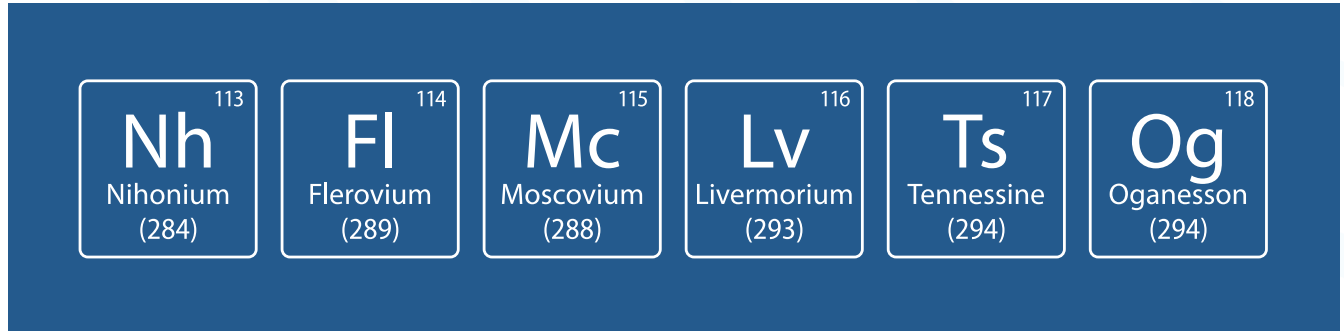 113
Nh
Nihonium
(284)
114
Fl
Flerovium
(289)
115
Mc
Moscovium
(288)
116
Lv
Livermorium
(293)
117
Ts
Tennessine
(294)
118
Og
Oganesson
(294)